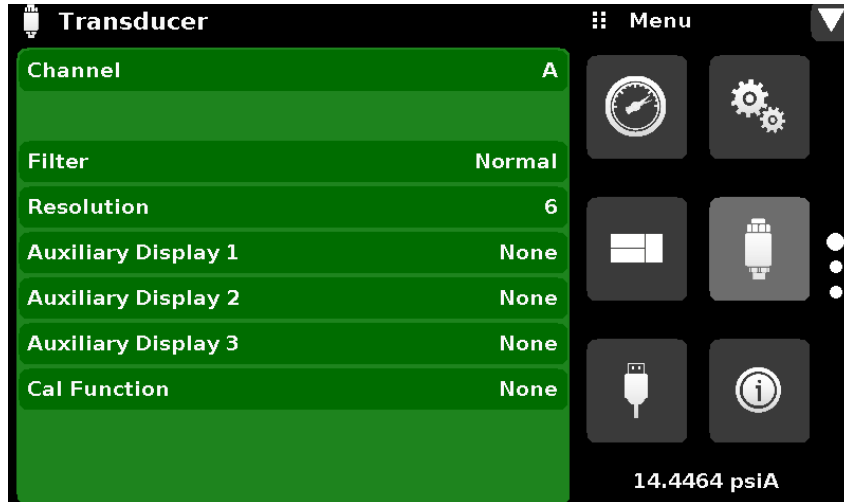 Transducer
Menu
Channel A
Filter Normal
Resolution 6
Auxiliary Display 1 None
Auxiliary Display 2 None
Auxiliary Display 3 None
Cal Function None
14.4464 psiA